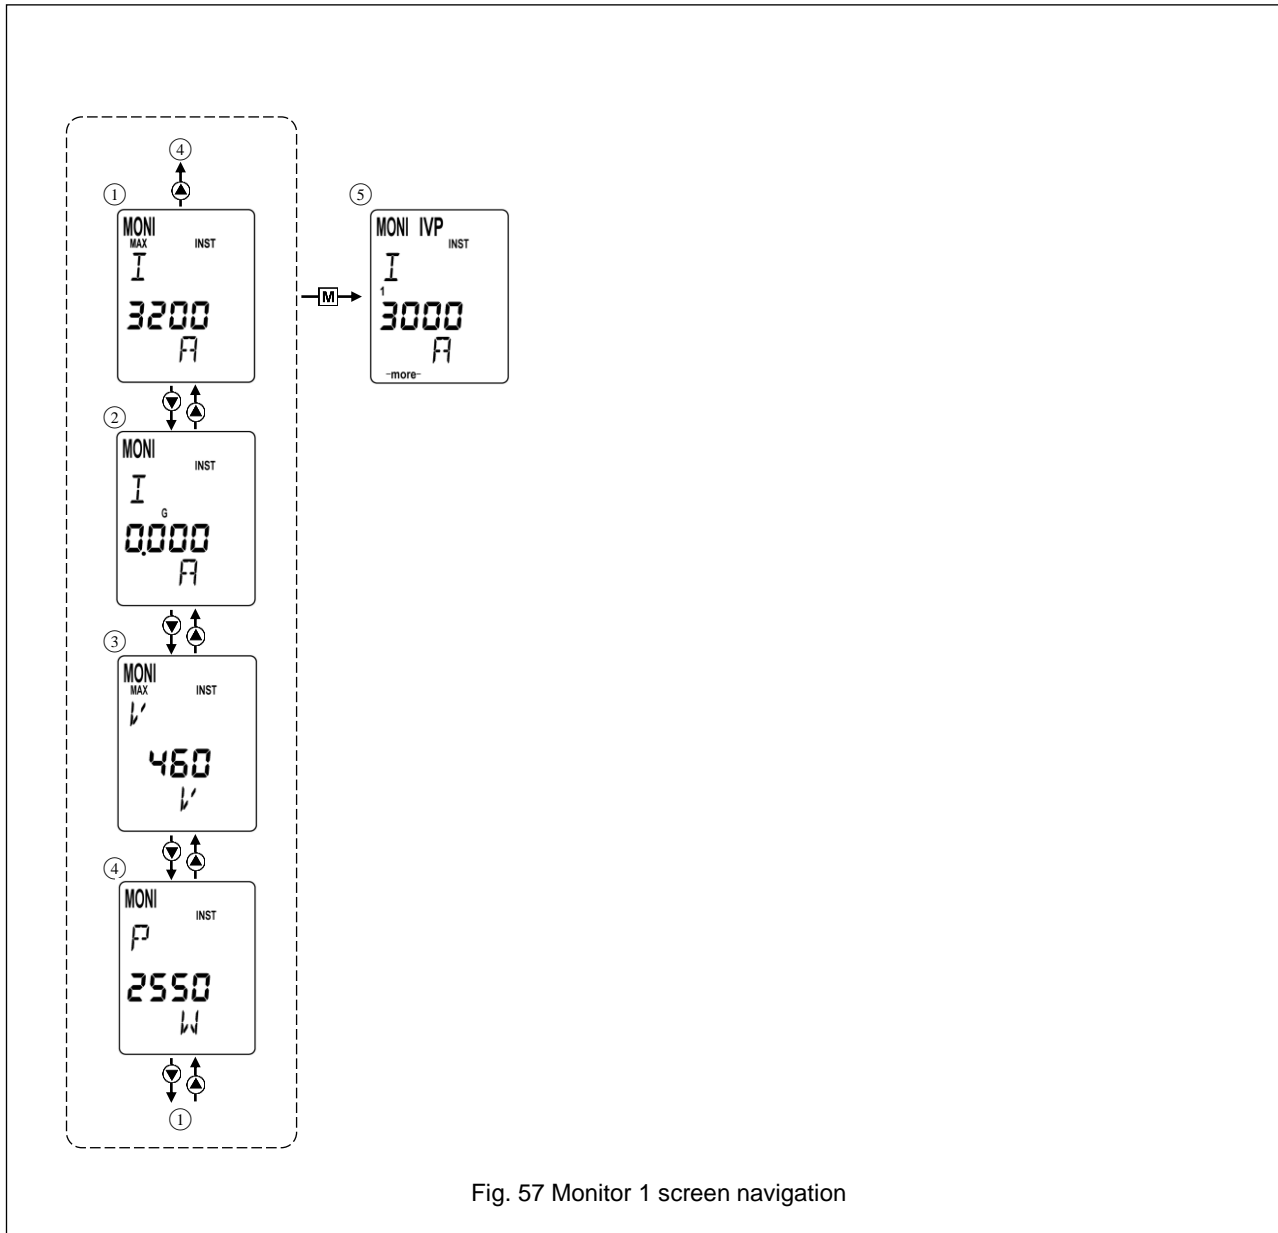 4
1
MONI
MAX INST
I
3200
A
2
MONI
INST
I
G
0.000
A
3
MONI
MAX INST
V
460
V
4
MONI
INST
P
2550
W
1
M
5
MONI IVP
INST
I
1
3000
A
-more-
Fig. 57 Monitor 1 screen navigation